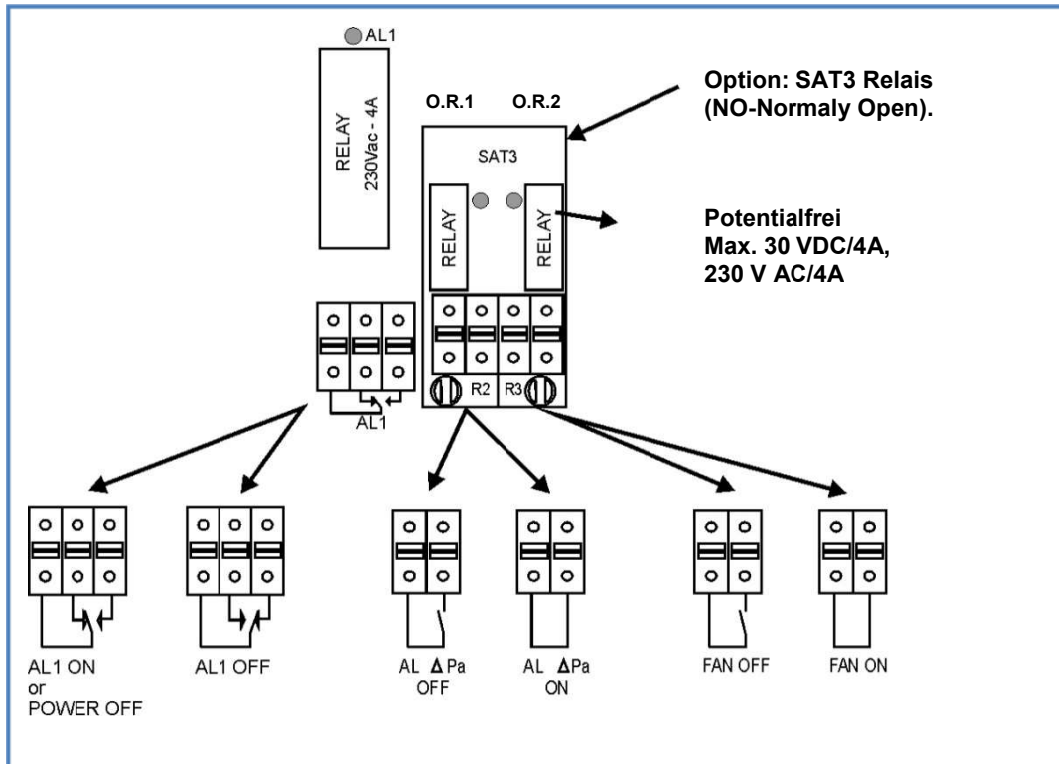 AL1
RELAY
230Vac - 4A
O.R.1 O.R.2
SAT3
RELAY
RELAY
R2 R3
AL1
Option: SAT3 Relais
(NO-Normaly Open).
Potentialfrei
Max. 30 VDC/4A,
230 V AC/4A
AL1 ON
or
POWER OFF
AL1 OFF
AL Δ Pa
OFF
AL ΔPa
ON
FAN OFF
FAN ON